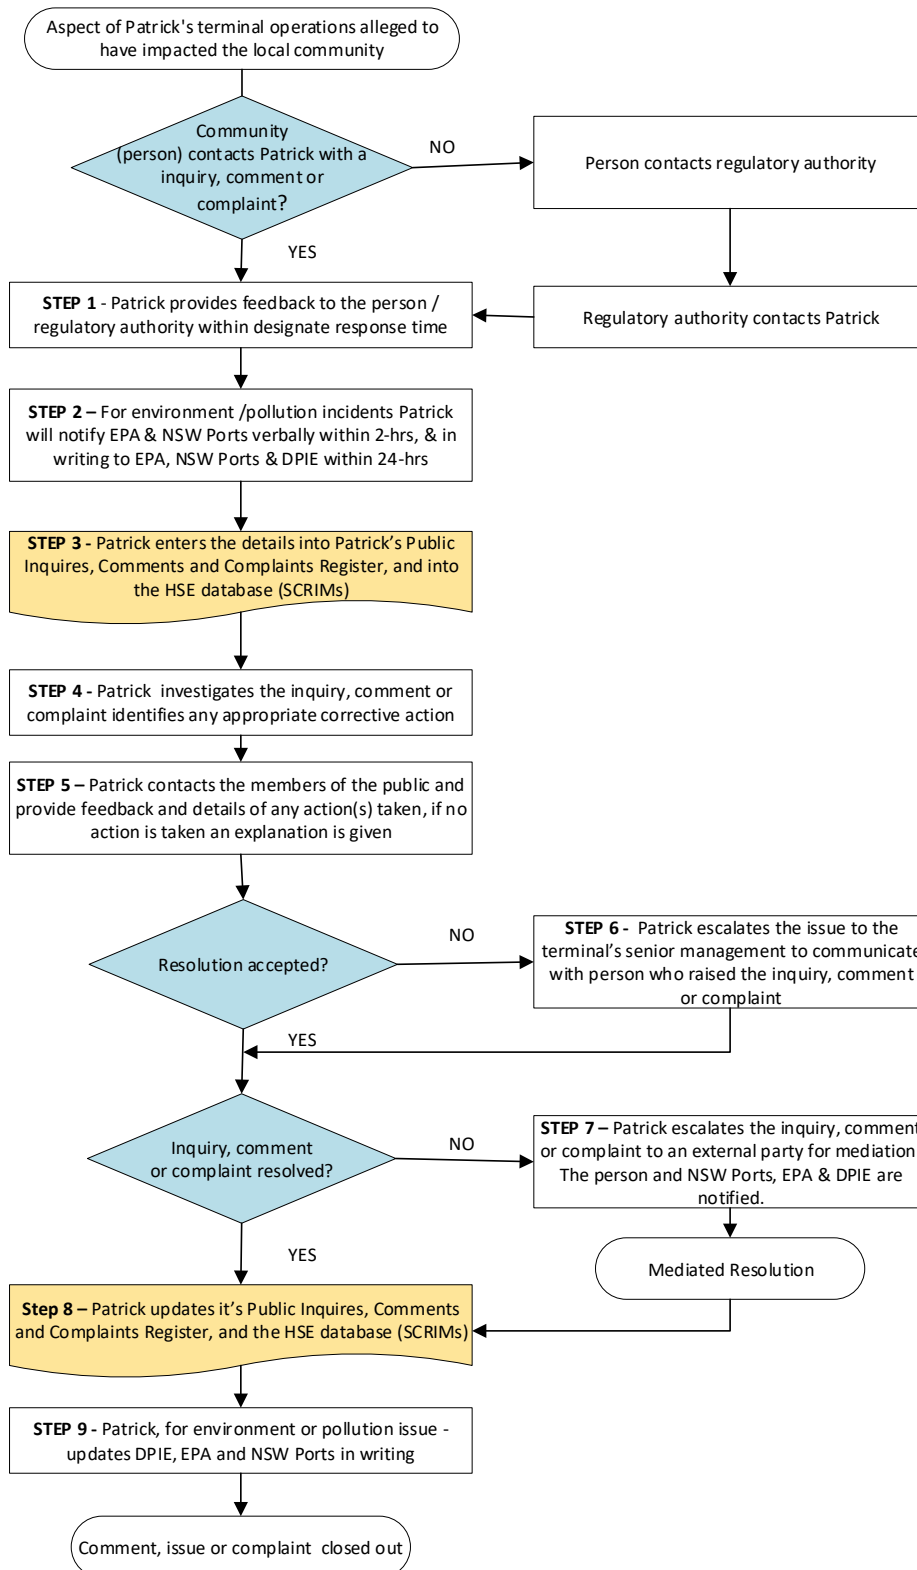 Aspect of Patrick's terminal operations alleged to
have impacted the local community
Community
(person) contacts Patrick with a
inquiry, comment or
complaint?
NO
Person contacts regulatory authority
YES
STEP 1 - Patrick provides feedback to the person /
regulatory authority within designate response time
Regulatory authority contacts Patrick
STEP 2 – For environment /pollution incidents Patrick
will notify EPA & NSW Ports verbally within 2-hrs, & in
writing to EPA, NSW Ports & DPIE within 24-hrs
STEP 3 - Patrick enters the details into Patrick's Public
Inquires, Comments and Complaints Register, and into
the HSE database (SCRIMs)
STEP 4 - Patrick investigates the inquiry, comment or
complaint identifies any appropriate corrective action
STEP 5 – Patrick contacts the members of the public and
provide feedback and details of any action(s) taken, if no
action is taken an explanation is given
Resolution accepted?
NO
STEP 6 - Patrick escalates the issue to the
terminal's senior management to communicate
with person who raised the inquiry, comment
or complaint
YES
Inquiry, comment
or complaint resolved?
NO
STEP 7 – Patrick escalates the inquiry, comment
or complaint to an external party for mediation
The person and NSW Ports, EPA & DPIE are
notified.
YES
Mediated Resolution
Step 8 – Patrick updates it's Public Inquires, Comments
and Complaints Register, and the HSE database (SCRIMs)
STEP 9 - Patrick, for environment or pollution issue -
updates DPIE, EPA and NSW Ports in writing
Comment, issue or complaint closed out